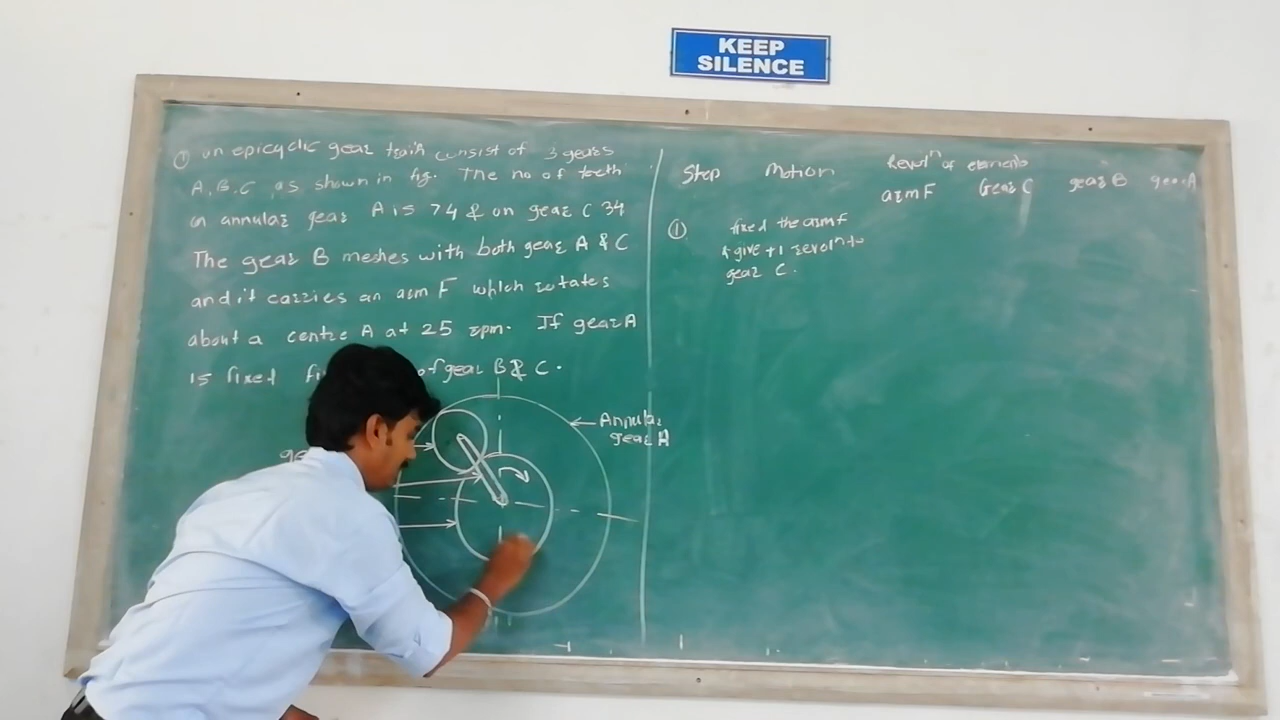 KEEP
SILENCE
① an epicyclic gear train consist of 3 gears
A, B, C as shown in fig. The no of teeth
on annular gear A is 74 & on gear C 34
The gear B meshes with both gear A & C
and it carries an arm F which rotates
about a centre A at 25 rpm. If gear A
is fixed of gear B & C.
Annular
gear A
Step Motion Revolⁿ of elements
arm F Gear C gear B gear A
① fixed the arm F
& give +1 revolⁿ to
gear C.